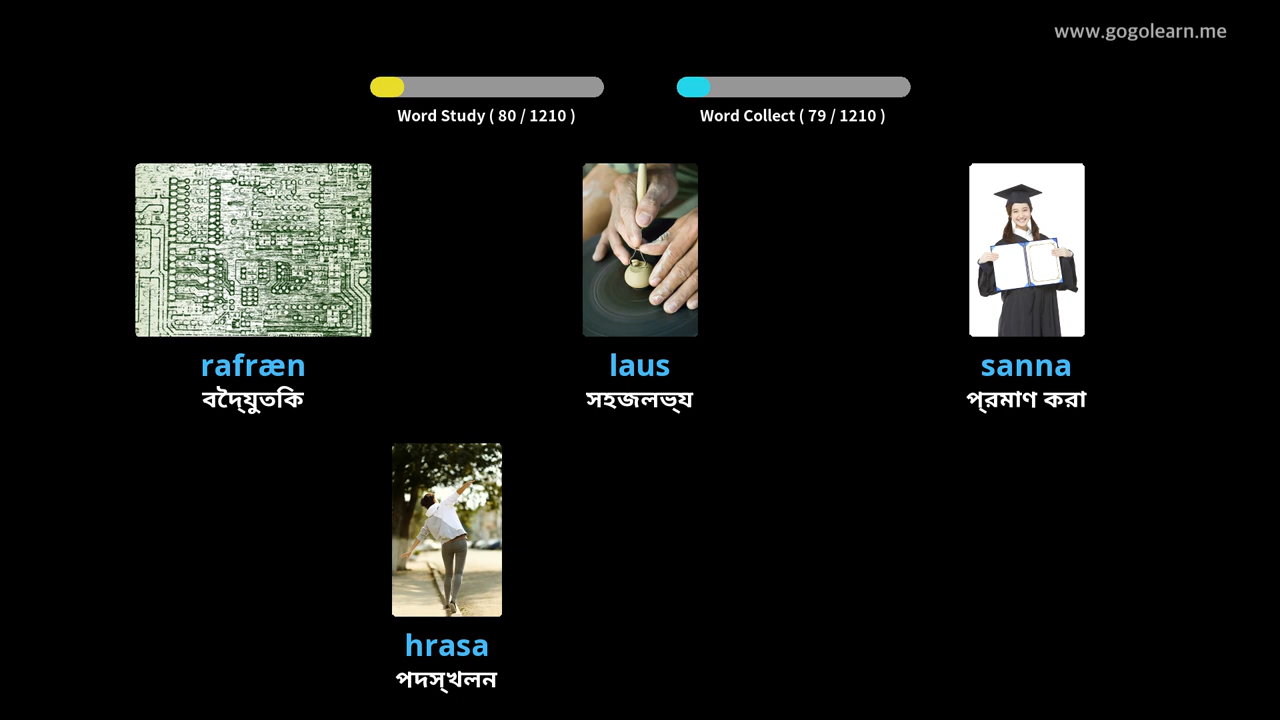 www.gogolearn.me
Word Study ( 80 / 1210 )
Word Collect ( 79 / 1210 )
rafræn
laus
sanna
বৈদ্যুতিক
সহজলভ্য
প্রমাণ করা
hrasa
পদস্খলন